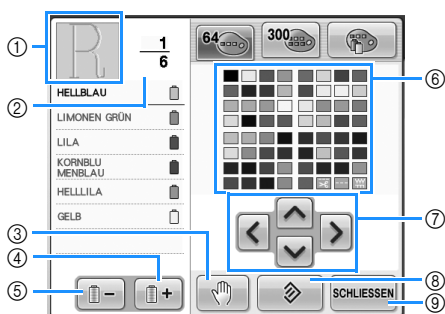 ①
R
1
6
64
300
②
HELLBLAU
LIMONEN GRÜN
LILA
KORNBLU
MENBLAU
HELLLILA
GELB
③
④
⑤
−
+
⑥
⑦
⑧
SCHLIESSEN
⑨